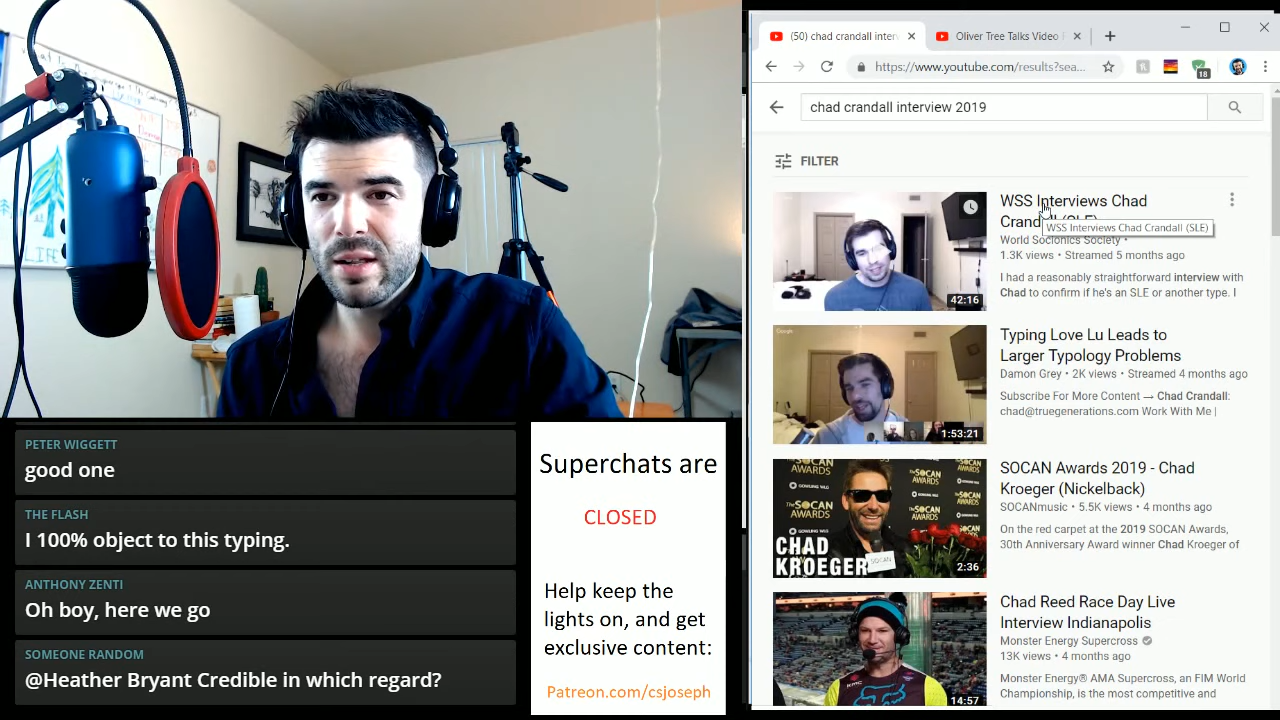 PETER WIGGETT
good one
THE FLASH
I 100% object to this typing.
ANTHONY ZENTI
Oh boy, here we go
SOMEONE RANDOM
@Heather Bryant Credible in which regard?
Superchats are
CLOSED
Help keep the
lights on, and get
exclusive content:
Patreon.com/csjoseph
(50) chad crandall interv
Oliver Tree Talks Video
https://www.youtube.com/results?sea...
18
chad crandall interview 2019
FILTER
42:16
WSS Interviews Chad
Crandall (SLE)
WSS Interviews Chad Crandall (SLE)
World Socionics Society •
1.3K views • Streamed 5 months ago
I had a reasonably straightforward interview with
Chad to confirm if he's an SLE or another type. I
Google
1:53:21
Typing Love Lu Leads to
Larger Typology Problems
Damon Grey • 2K views • Streamed 4 months ago
Subscribe For More Content → Chad Crandall:
chad@truegenerations.com Work With Me |
THE SOCAN
AWARDS
CHAD
KROEGER
2:36
SOCAN Awards 2019 - Chad
Kroeger (Nickelback)
SOCANmusic • 5.5K views • 4 months ago
On the red carpet at the 2019 SOCAN Awards,
30th Anniversary Award winner Chad Kroeger of
14:57
Chad Reed Race Day Live
Interview Indianapolis
Monster Energy Supercross
13K views • 4 months ago
Monster Energy® AMA Supercross, an FIM World
Championship, is the most competitive and